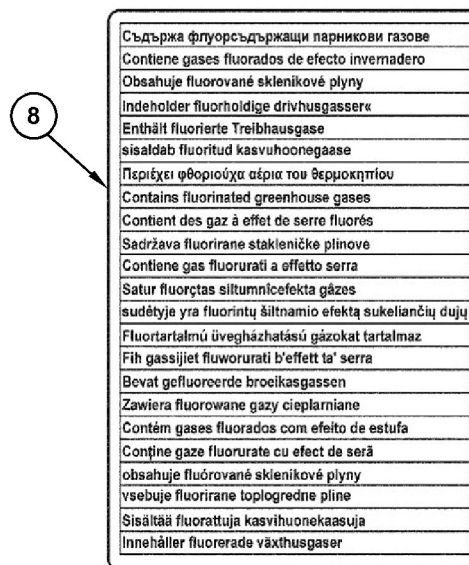 8
Съдържа флуорсъдържащи парникови газове
Contiene gases fluorados de efecto invernadero
Obsahuje fluorované skleníkové plyny
Indeholder fluorholdige drivhusgasser«
Enthält fluorierte Treibhausgase
sisaldab fluoritud kasvuhoonegaase
Περιέχει φθοριούχα αέρια του θερμοκηπίου
Contains fluorinated greenhouse gases
Contient des gaz à effet de serre fluorés
Sadržava fluorirane stakleničke plinove
Contiene gas fluorurati a effetto serra
Satur fluorçtas siltumnîcefekta gâzes
sudėtyje yra fluorintų šiltnamio efektą sukeliančių dujų
Fluortartalmú üvegházhatású gázokat tartalmaz
Fih gassijiet fluworurati b'effett ta' serra
Bevat gefluoreerde broeikasgassen
Zawiera fluorowane gazy cieplarniane
Contém gases fluorados com efeito de estufa
Conţine gaze fluorurate cu efect de seră
obsahuje fluórované skleníkové plyny
vsebuje fluorirane toplogredne pline
Sisältää fluorattuja kasvihuonekaasuja
Innehåller fluorerade växthusgaser